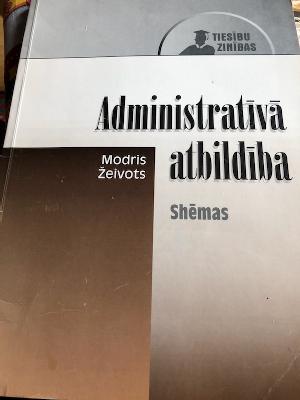 TIESĪBU
ZINĪBAS
Administratīvā
atbildība
Modris
Žeivots
Shēmas